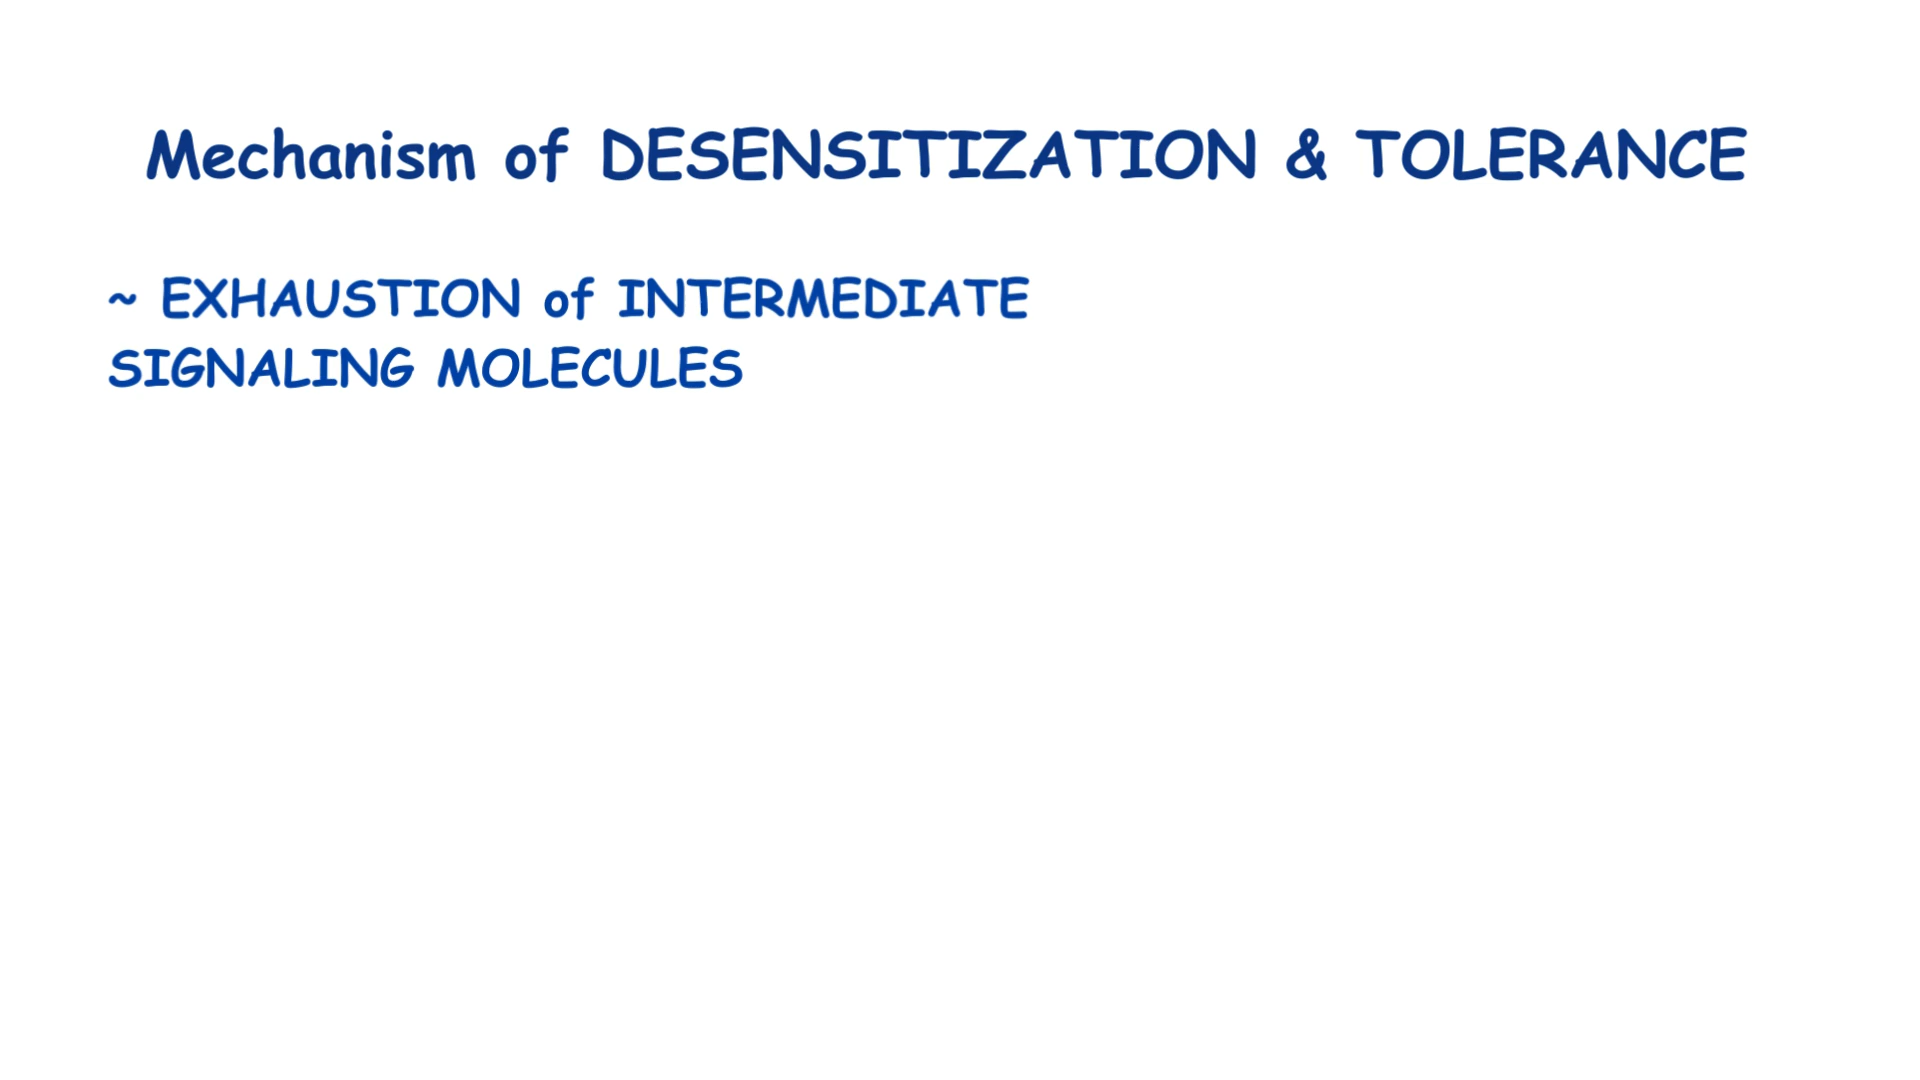 Mechanism of DESENSITIZATION & TOLERANCE
~ EXHAUSTION of INTERMEDIATE
SIGNALING MOLECULES